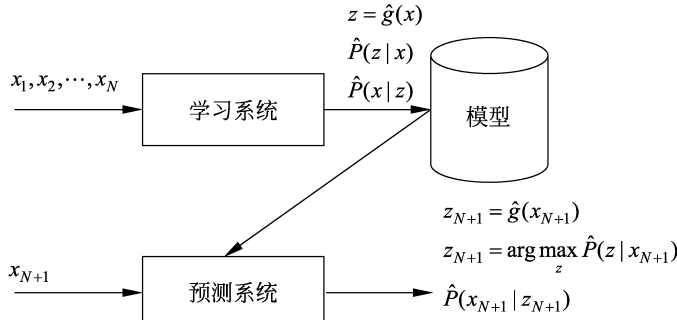 x₁, x₂, ⋯, x_N
学习系统
z = ĝ(x)
P̂(z|x)
P̂(x|z)
模型
x_{N+1}
预测系统
z_{N+1} = ĝ(x_{N+1})
z_{N+1} = arg max_z P̂(z|x_{N+1})
P̂(x_{N+1}|z_{N+1})